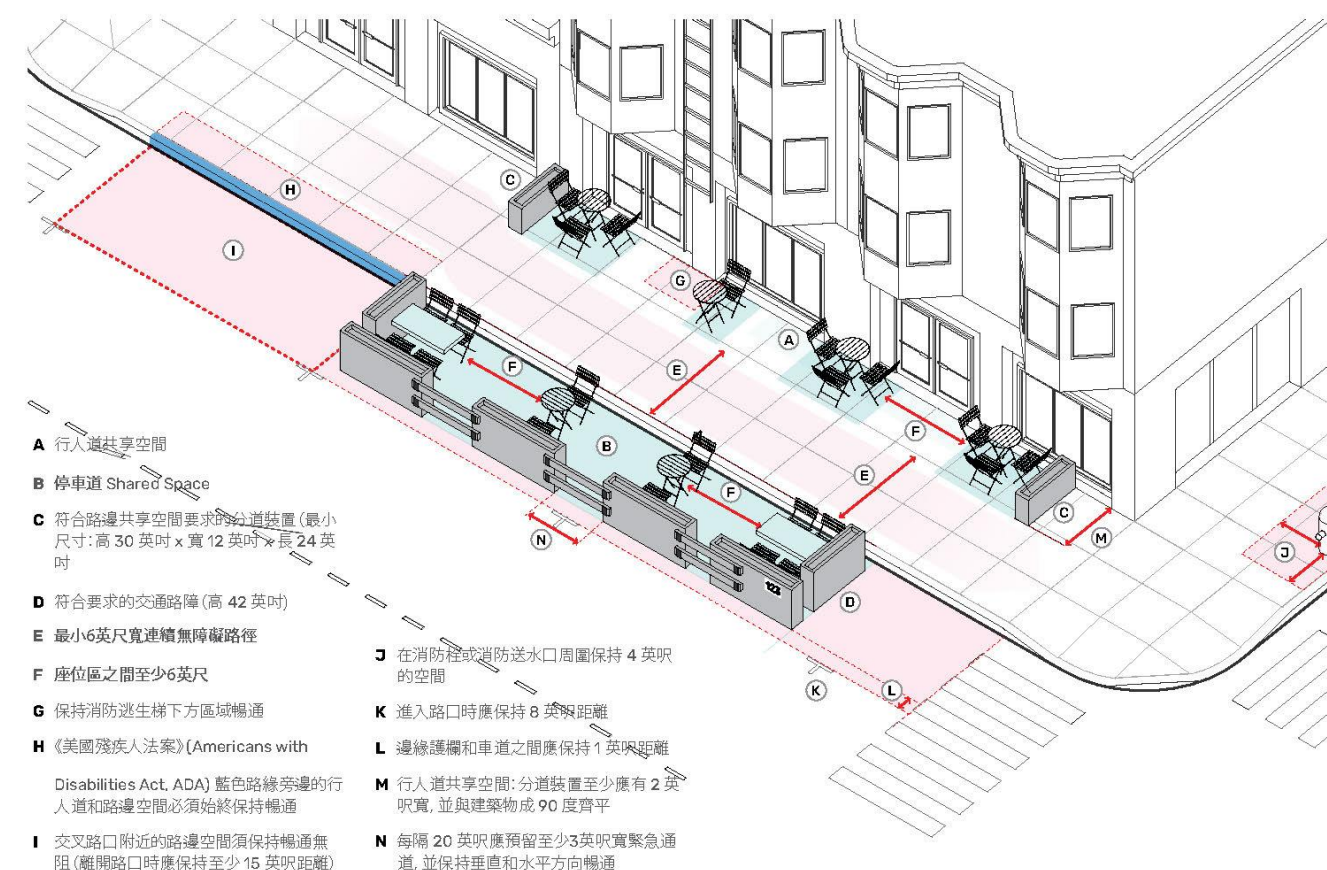 H
C
I
G
A
F
E
F
B
E
F
C
M
N
J
D
K
L
123
A 行人道共享空間
B 停車道 Shared Space
C 符合路邊共享空間要求的分道裝置(最小
尺寸:高 30 英吋 x 寬 12 英吋 x 長 24 英
吋
D 符合要求的交通路障(高 42 英吋)
E 最小6英尺寬連續無障礙路徑
F 座位區之間至少6英尺
G 保持消防逃生梯下方區域暢通
H 《美國殘疾人法案》(Americans with
Disabilities Act, ADA) 藍色路緣旁邊的行
人道和路邊空間必須始終保持暢通
I 交叉路口附近的路邊空間須保持暢通無
阻(離開路口時應保持至少 15 英呎距離)
J 在消防栓或消防送水口周圍保持 4 英呎
的空間
K 進入路口時應保持 8 英呎距離
L 邊緣護欄和車道之間應保持 1 英呎距離
M 行人道共享空間:分道裝置至少應有 2 英
呎寬, 並與建築物成 90 度齊平
N 每隔 20 英呎應預留至少3英呎寬緊急通
道, 並保持垂直和水平方向暢通